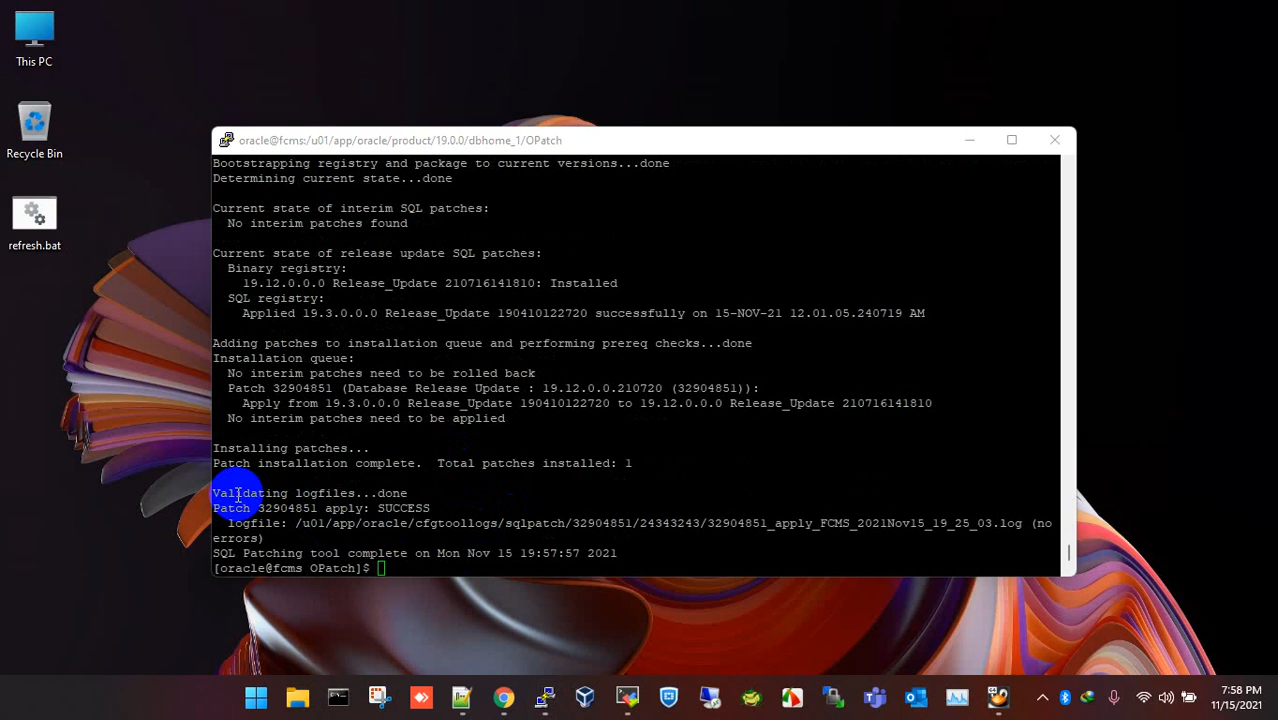 This PC
Recycle Bin
refresh.bat
oracle@fcms:/u01/app/oracle/product/19.0.0/dbhome_1/OPatch
Bootstrapping registry and package to current versions...done
Determining current state...done
Current state of interim SQL patches:
No interim patches found
Current state of release update SQL patches:
Binary registry:
19.12.0.0.0 Release_Update 210716141810: Installed
SQL registry:
Applied 19.3.0.0.0 Release_Update 190410122720 successfully on 15-NOV-21 12.01.05.240719 AM
Adding patches to installation queue and performing prereq checks...done
Installation queue:
No interim patches need to be rolled back
Patch 32904851 (Database Release Update : 19.12.0.0.210720 (32904851)):
Apply from 19.3.0.0.0 Release_Update 190410122720 to 19.12.0.0.0 Release_Update 210716141810
No interim patches need to be applied
Installing patches...
Patch installation complete.  Total patches installed: 1
Validating logfiles...done
Patch 32904851 apply: SUCCESS
logfile: /u01/app/oracle/cfgtoollogs/sqlpatch/32904851/24343243/32904851_apply_FCMS_2021Nov15_19_25_03.log (no
errors)
SQL Patching tool complete on Mon Nov 15 19:57:57 2021
[oracle@fcms OPatch]$
7:58 PM
11/15/2021